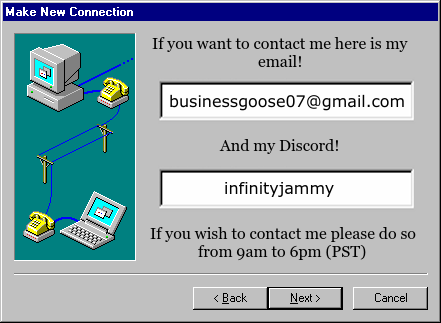 Make New Connection
If you want to contact me here is my
email!
businessgoose07@gmail.com
And my Discord!
infinityjammy
If you wish to contact me please do so
from 9am to 6pm (PST)
< Back
Next >
Cancel